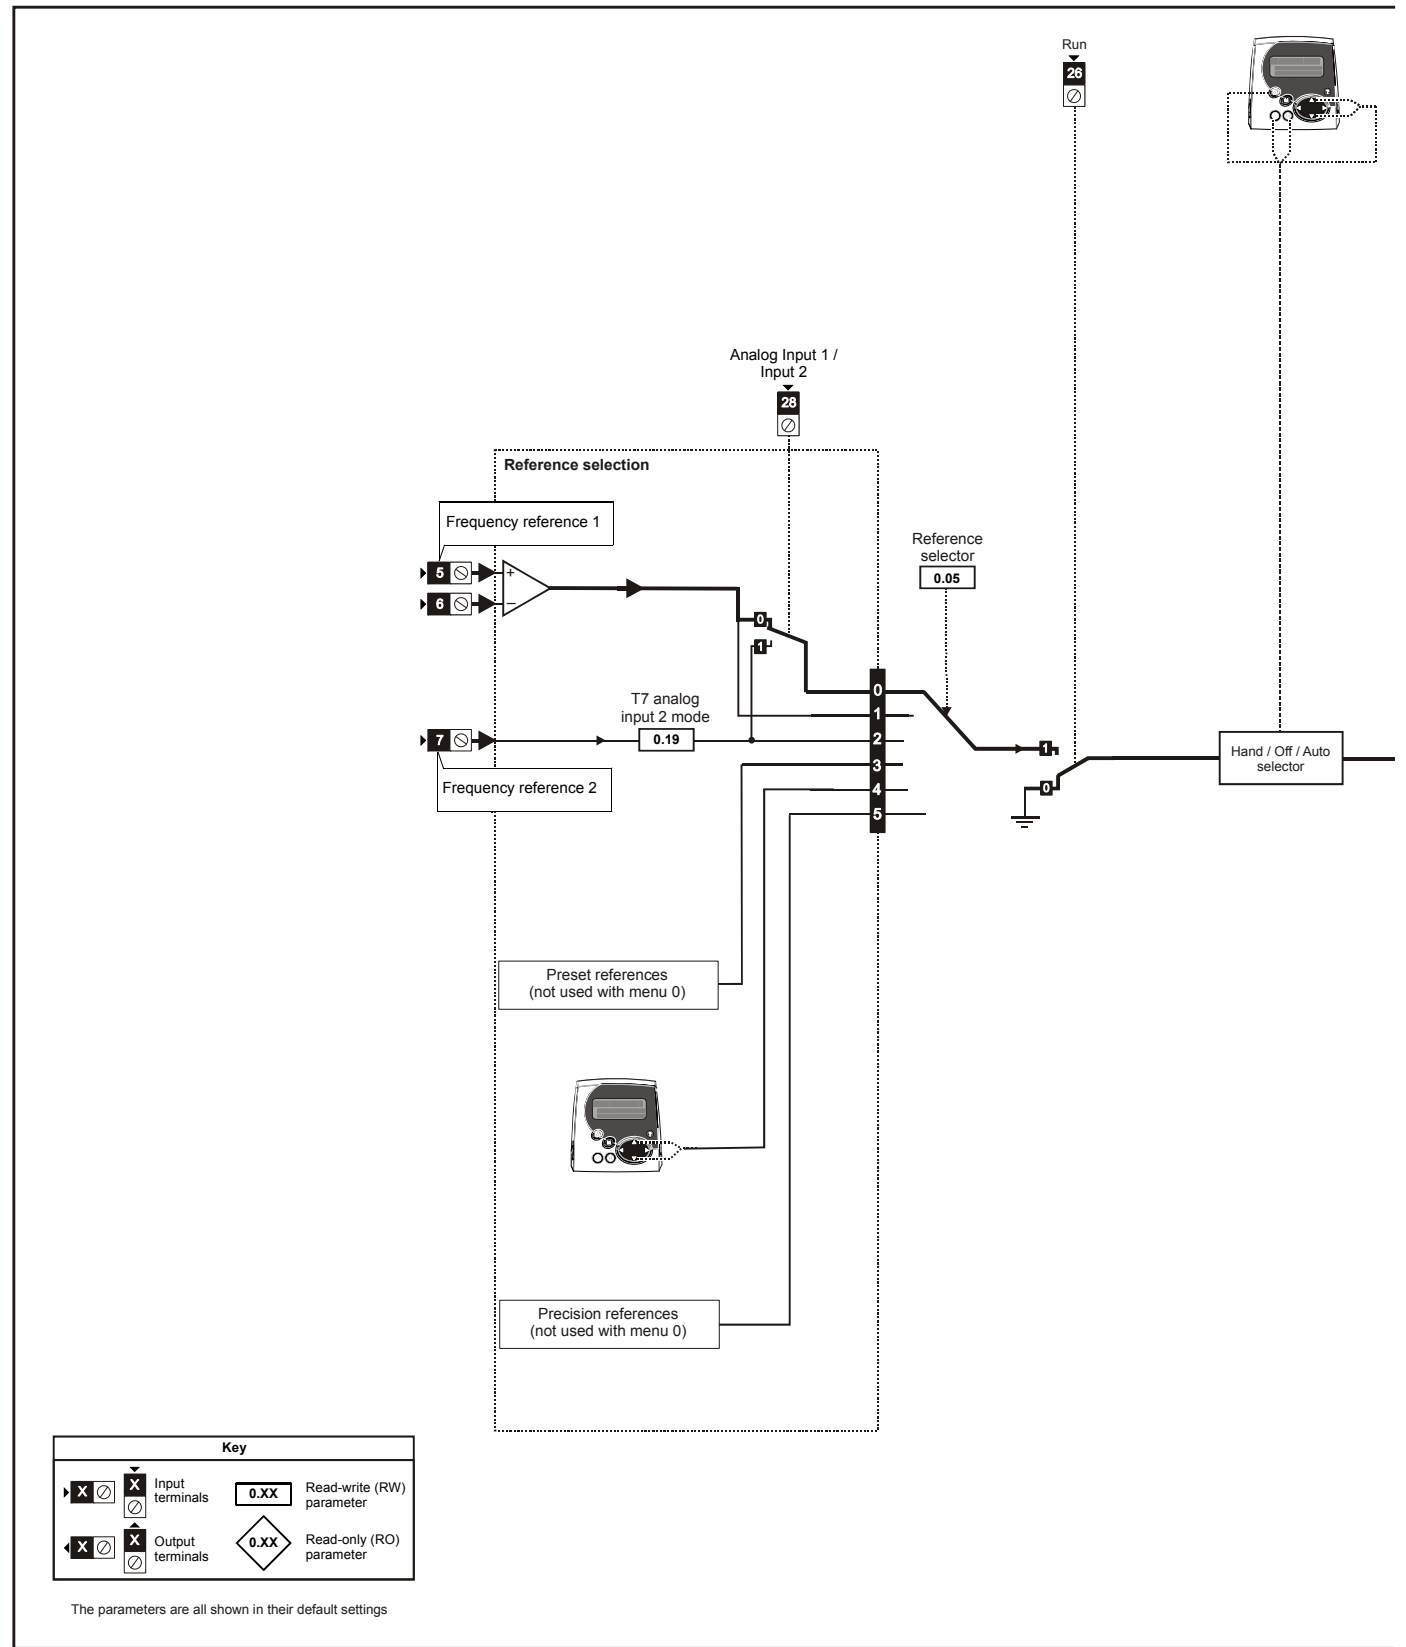 Run
26
Analog Input 1 /
Input 2
28
Reference selection
Frequency reference 1
5
+
6
–
0
1
Reference
selector
0.05
T7 analog
input 2 mode
0.19
7
Frequency reference 2
0
1
2
3
4
5
1
0
Hand / Off / Auto
selector
Preset references
(not used with menu 0)
Precision references
(not used with menu 0)
Key
X
X
Input
terminals
0.XX
Read-write (RW)
parameter
X
X
Output
terminals
0.XX
Read-only (RO)
parameter
The parameters are all shown in their default settings